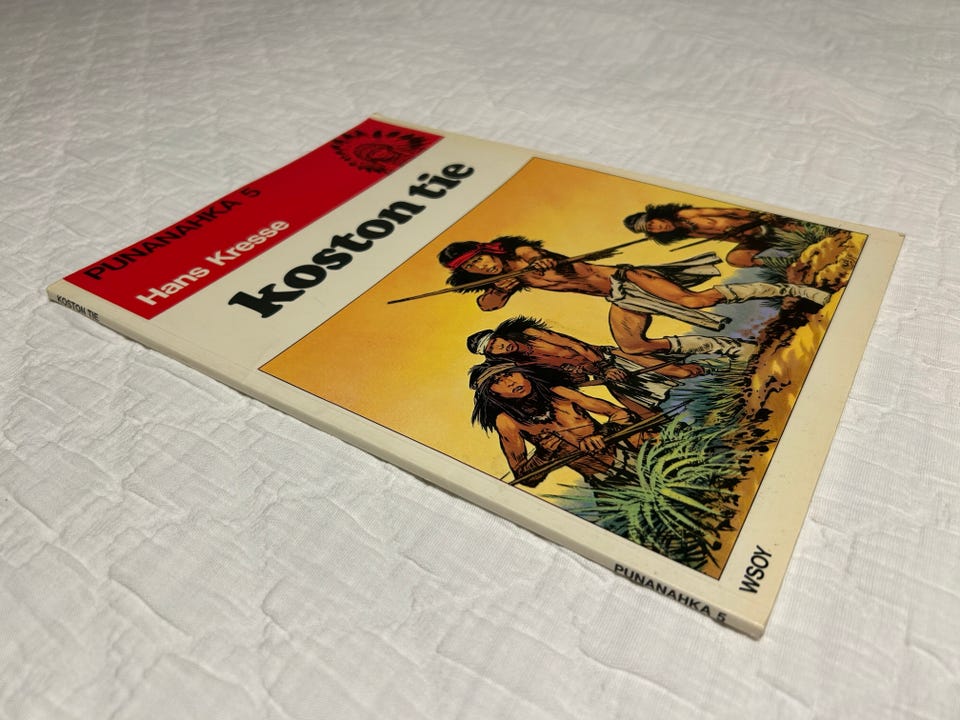 PUNANAHKA 5
Hans Kresse
koston tie
WSOY
KOSTON TIE
PUNANAHKA 5